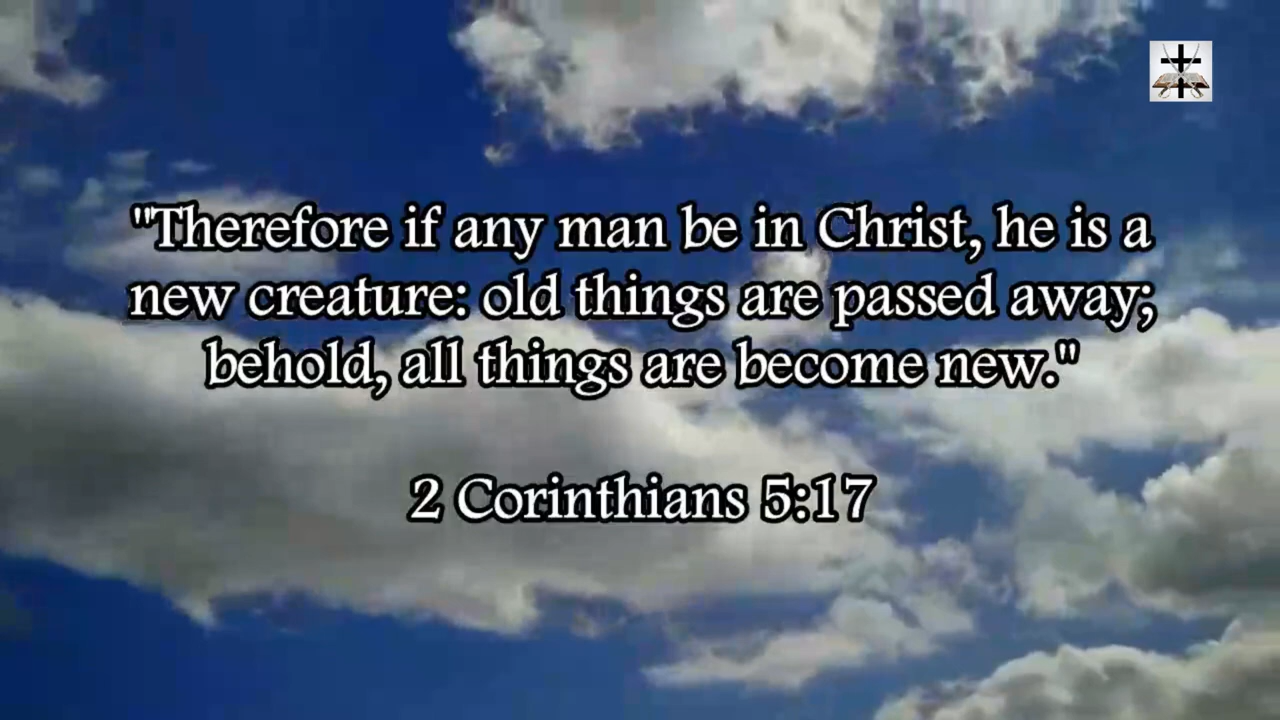 "Therefore if any man be in Christ, he is a
new creature: old things are passed away;
behold, all things are become new."
2 Corinthians 5:17